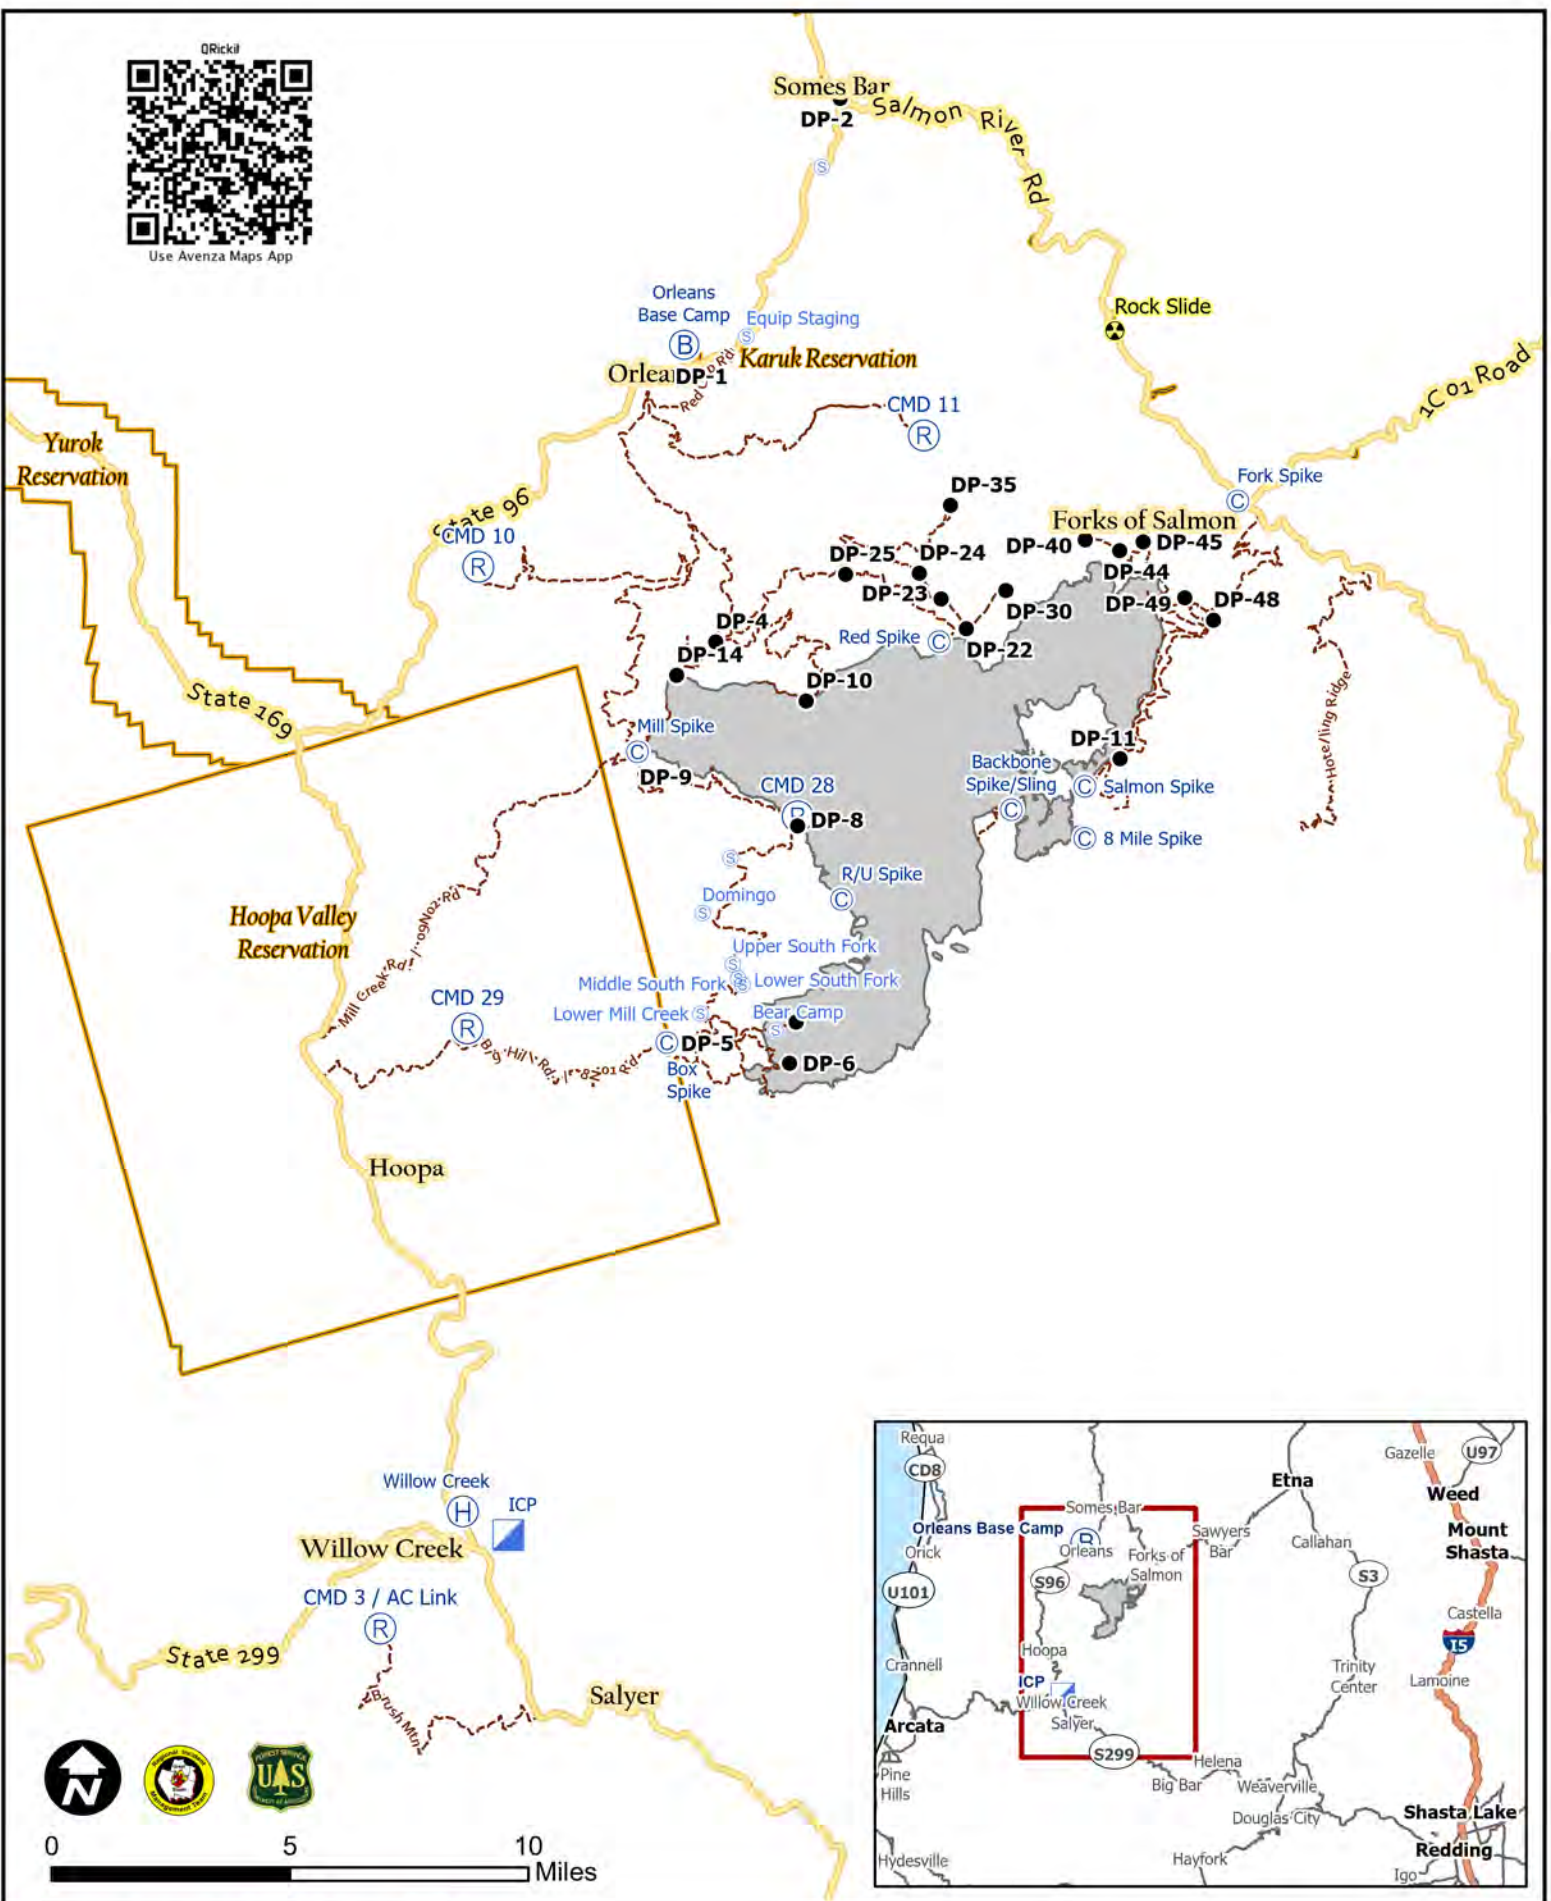 QRickit
Use Avenza Maps App
Somes Bar
DP-2
Salmon River Rd
S
Rock Slide
Orleans
Base Camp
B
Equip Staging
S
Karuk Reservation
DP-1
CMD 11
R
1C01 Road
Yurok
Reservation
State 96
CMD 10
R
Fork Spike
C
DP-35
Forks of Salmon
DP-25
DP-24
DP-40
DP-45
DP-44
DP-23
DP-30
DP-49
DP-48
DP-4
Red Spike
C
DP-22
DP-14
DP-10
State 169
Hotelling Ridge
Mill Spike
C
DP-9
DP-11
CMD 28
DP-8
Backbone
Spike/Sling
C
C
Salmon Spike
C
8 Mile Spike
S
R/U Spike
C
Domingo
S
Hoopa Valley
Reservation
Mill Creek Rd
Upper South Fork
S
Middle South Fork
S
Lower South Fork
CMD 29
R
Lower Mill Creek
S
Bear Camp
S
C
DP-5
Box
Spike
DP-6
Big Hill Rd
Hoopa
Willow Creek
H
ICP
Willow Creek
CMD 3 / AC Link
R
State 299
Brush Mtn
Salyer
N
Regional Incident
Management Team
FOREST SERVICE
UAS
0
5
10
Miles
Requa
CD8
Gazelle
U97
Etna
Weed
Somes Bar
Orleans Base Camp
Sawyers
Bar
Mount
Shasta
Orick
Orleans
Forks of
Salmon
Callahan
U101
S96
S3
Castella
I5
Hoopa
Crannell
Trinity
Center
Lamoine
ICP
Willow Creek
Arcata
Salyer
S299
Helena
Pine
Hills
Big Bar
Weaverville
Douglas City
Shasta Lake
Redding
Hydesville
Hayfork
Igo